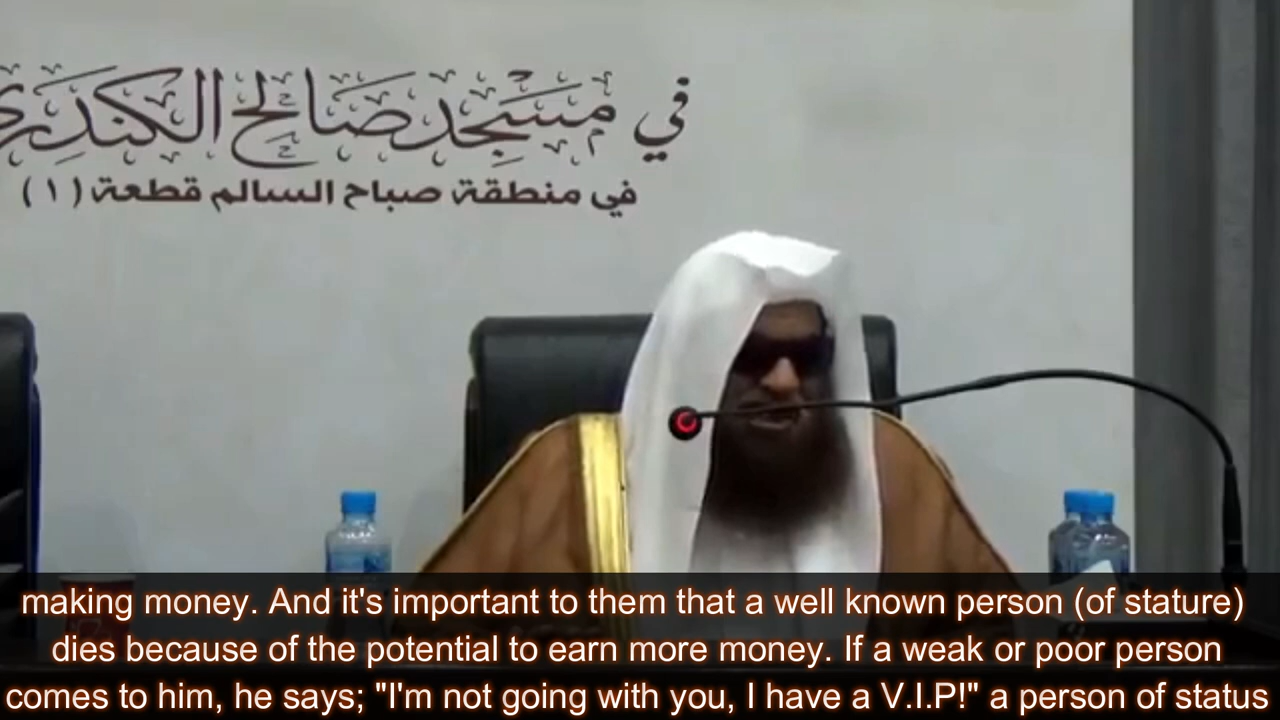 في مسجد صالح الكندري
في منطقة صباح السالم قطعة (١)
making money. And it's important to them that a well known person (of stature)
dies because of the potential to earn more money. If a weak or poor person
comes to him, he says; "I'm not going with you, I have a V.I.P!" a person of status